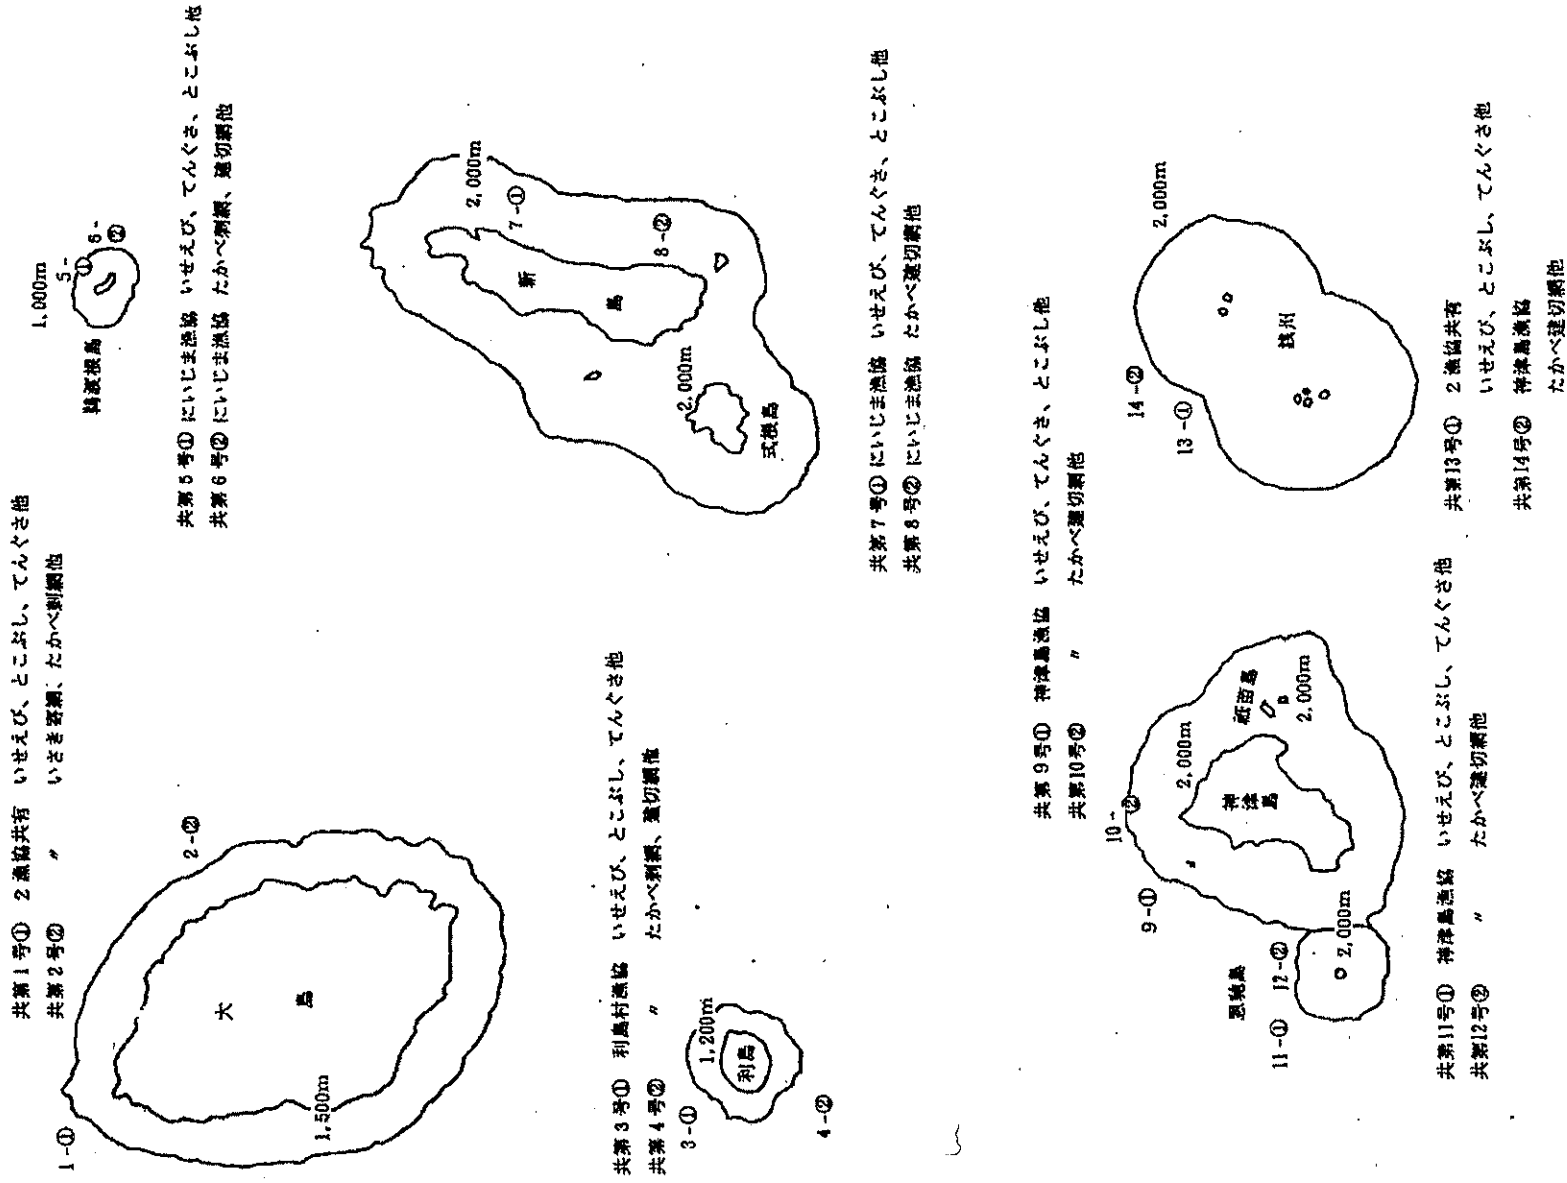 共第1号① 2漁協共有 いせえび、とこぶし、てんぐさ他
共第2号② 〃 いさき寄網、たかべ刺網他
1-①
2-②
大
島
1,500m
共第3号① 利島村漁協 いせえび、とこぶし、てんぐさ他
共第4号② 〃 たかべ刺網、建切網他
3-①
4-②
1,200m
利島
鵜渡根島
1,000m
5-
①
6-
②
共第5号① にいじま漁協 いせえび、てんぐさ、とこぶし他
共第6号② にいじま漁協 たかべ刺網、建切網他
2,000m
7-①
8-②
新
島
2,000m
式根島
共第7号① にいじま漁協 いせえび、てんぐさ、とこぶし他
共第8号② にいじま漁協 たかべ建切網他
共第9号① 神津島漁協 いせえび、てんぐさ、とこぶし他
共第10号② 〃 たかべ建切網他
9-①
10-
②
2,000m
神津島
祗苗島
2,000m
恩馳島
11-①
12-②
2,000m
共第11号① 神津島漁協 いせえび、とこぶし、てんぐさ他
共第12号② 〃 たかべ建切網他
13-①
14-②
2,000m
銭州
共第13号① 2漁協共有
いせえび、とこぶし、てんぐさ他
共第14号② 神津島漁協
たかべ建切網他